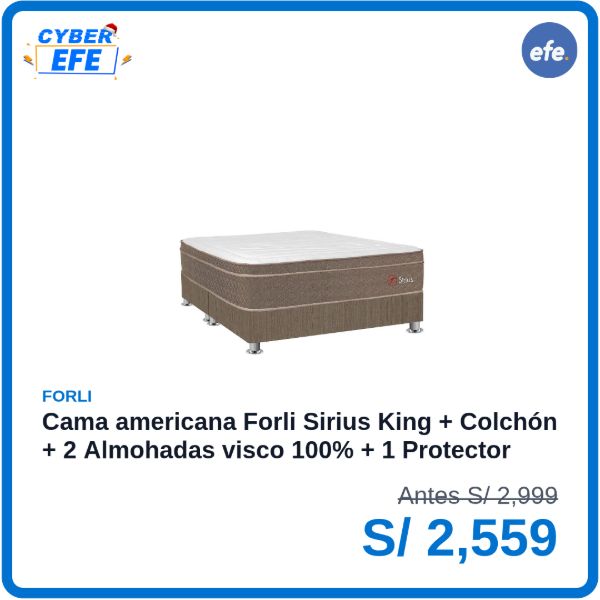 CYBER
EFE
efe.
Sirius
FORLI
Cama americana Forli Sirius King + Colchón
+ 2 Almohadas visco 100% + 1 Protector
Antes S/ 2,999
S/ 2,559